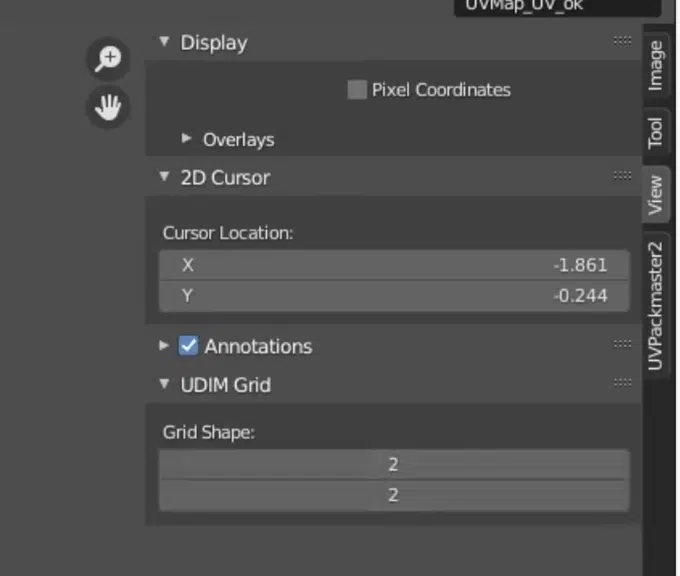 UVMap_UV_ok
Display
Pixel Coordinates
Overlays
2D Cursor
Cursor Location:
X -1.861
Y -0.244
Annotations
UDIM Grid
Grid Shape:
2
2
Image
Tool
View
UVPackmaster2